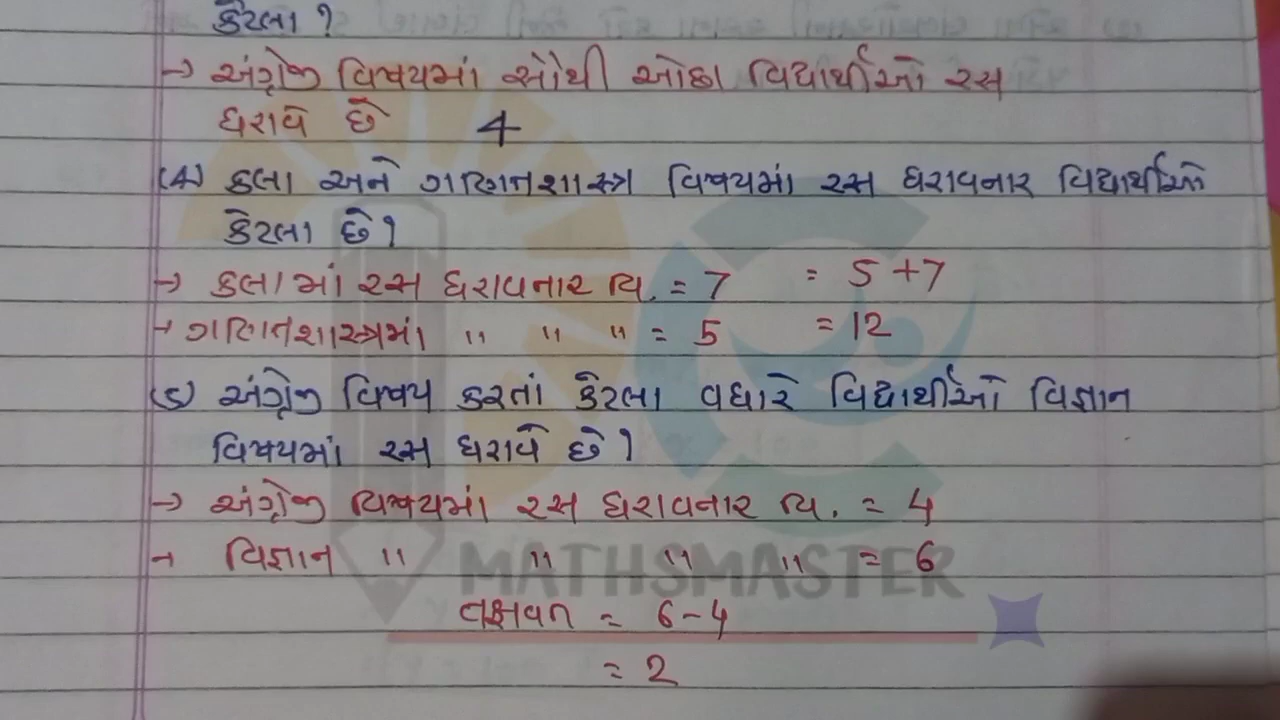 કેટલા ?
→ અંગ્રેજી વિષયમાં સૌથી ઓછા વિદ્યાર્થીઓ રસ
ધરાવે છે 4
(4) કલા અને ગણિતશાસ્ત્ર વિષયમાં રસ ધરાવનાર વિદ્યાર્થીઓ
કેટલા છે?
→ કલામાં રસ ધરાવનાર વિ. = 7 = 5+7
→ ગણિતશાસ્ત્રમાં " " " = 5 = 12
(5) અંગ્રેજી વિષય કરતાં કેટલા વધારે વિદ્યાર્થીઓ વિજ્ઞાન
વિષયમાં રસ ધરાવે છે?
→ અંગ્રેજી વિષયમાં રસ ધરાવનાર વિ. = 4
→ વિજ્ઞાન " " " " = 6
MATHSMASTER
તફાવત = 6-4
= 2